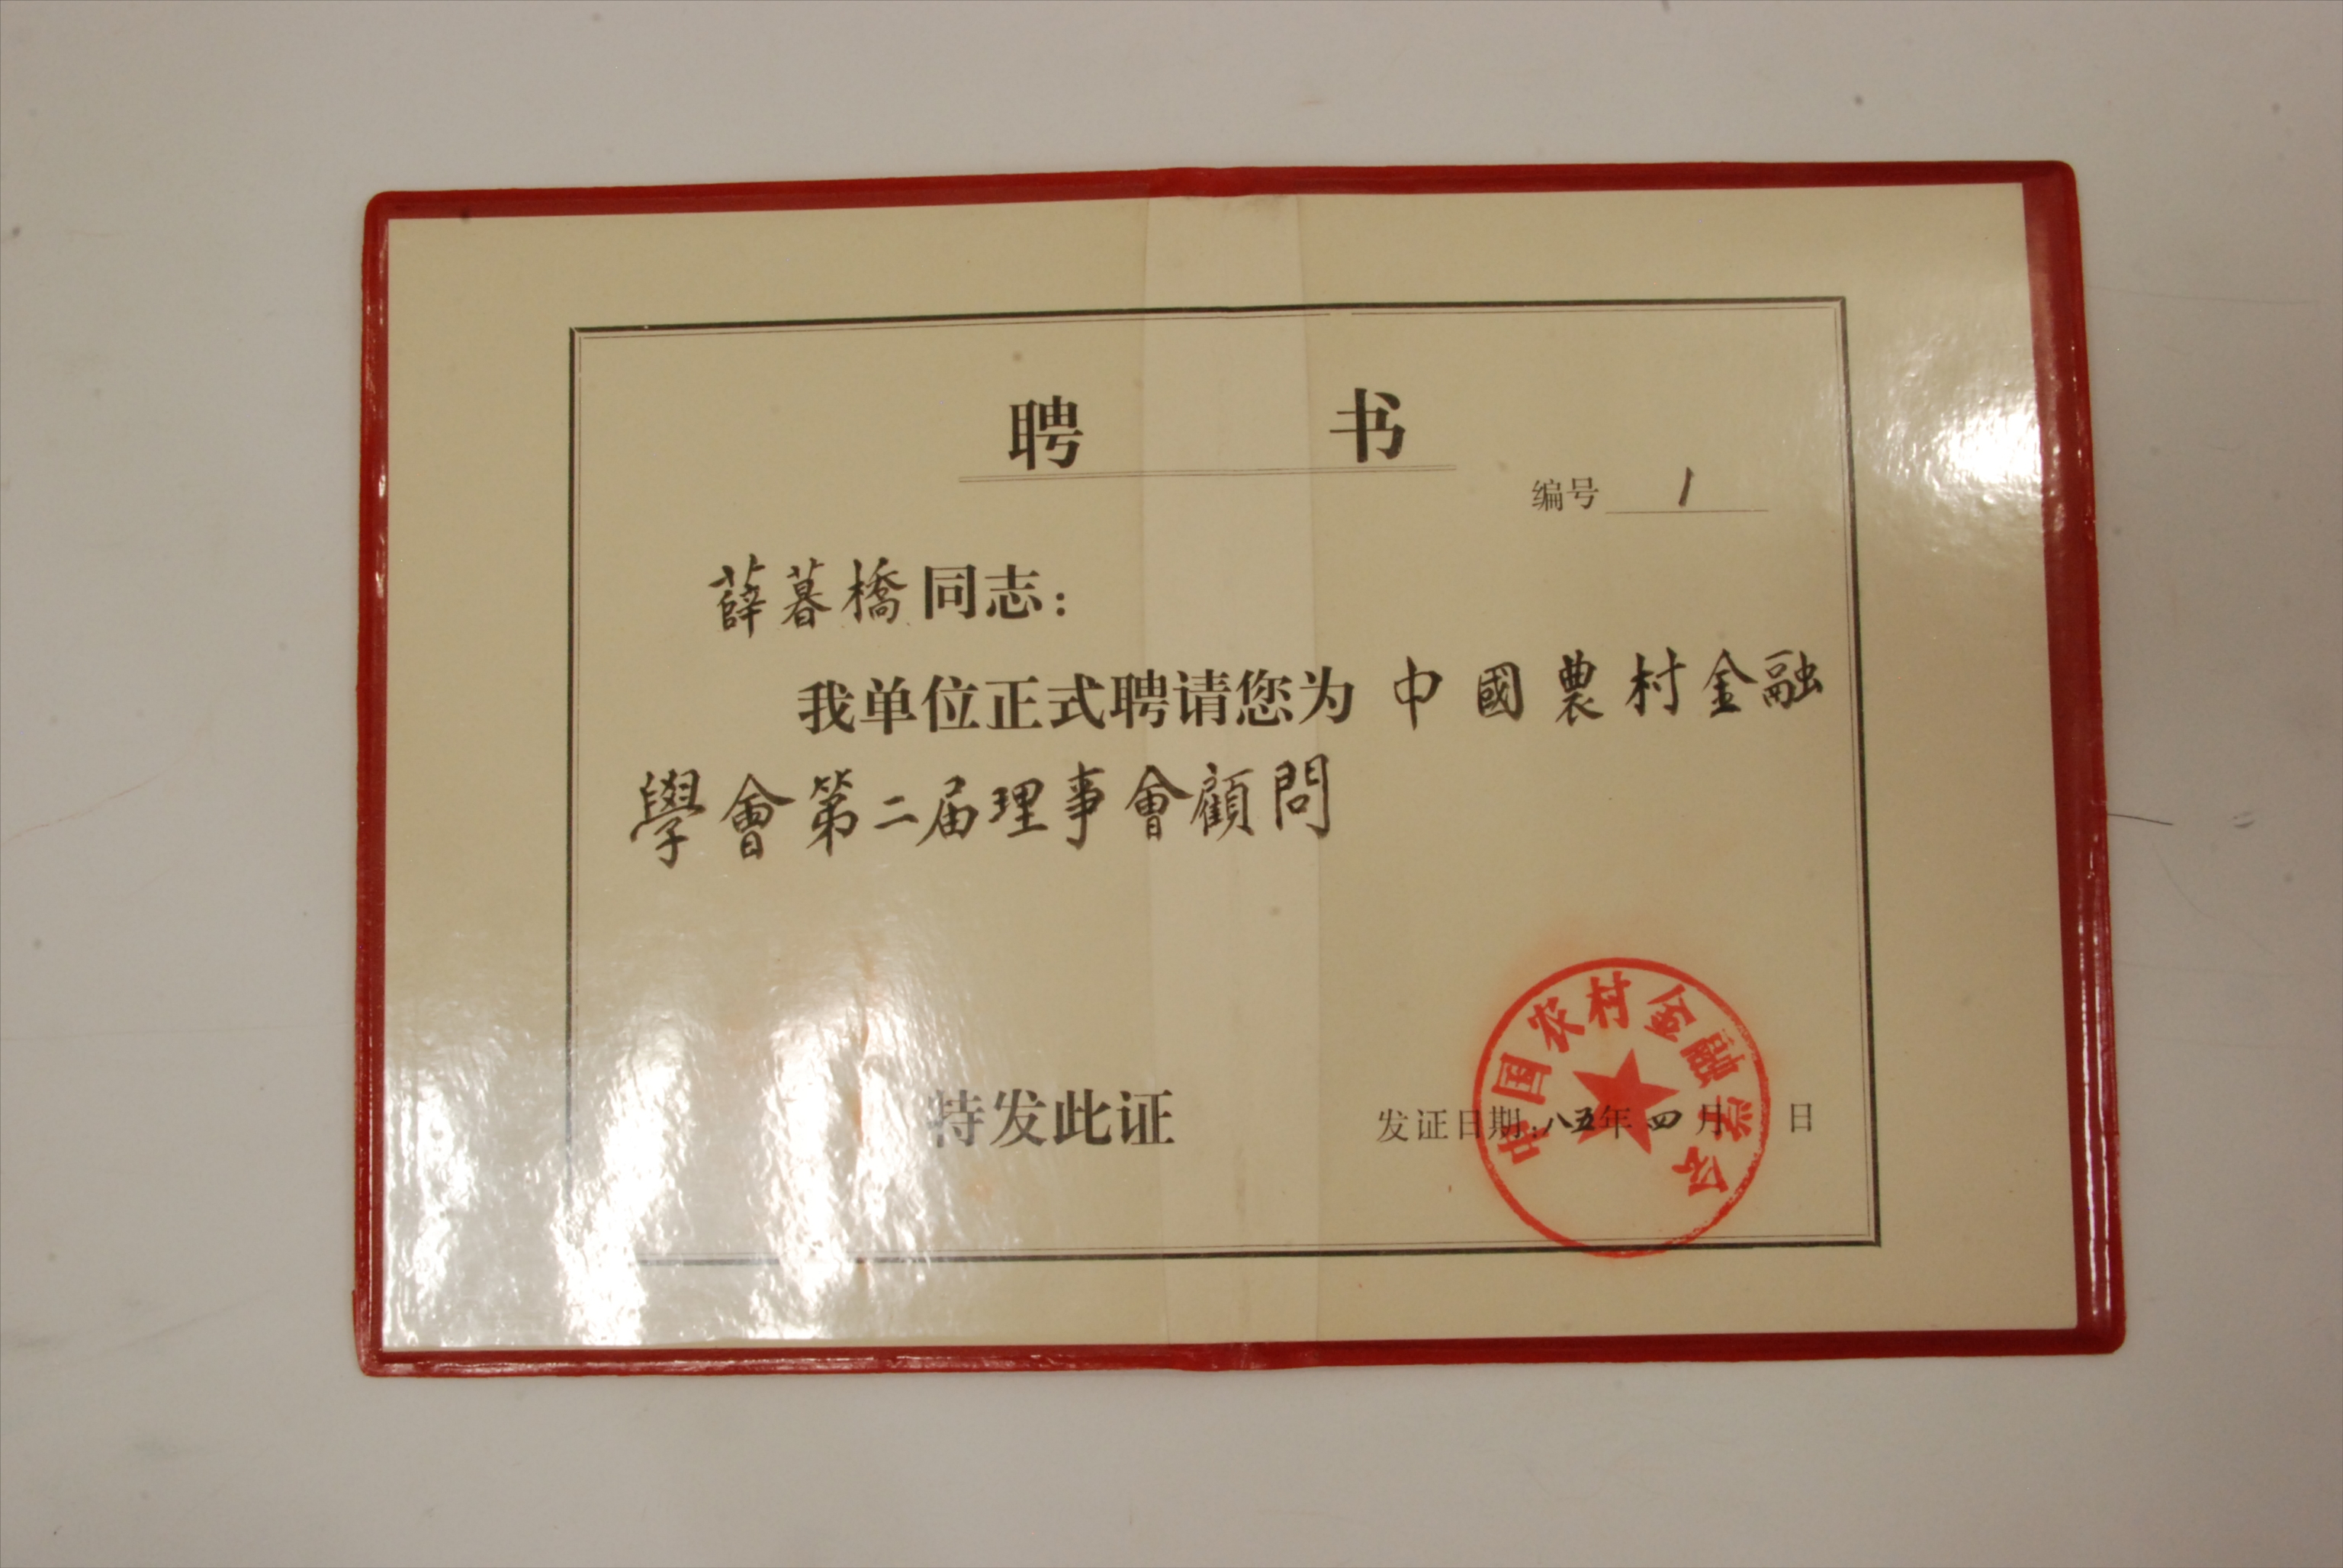 聘 书
编号 1
薛暮橋同志：
我单位正式聘请您为中國農村金融
學會第二届理事會顧問
特发此证
发证日期：八五年四月 日
中国农村金融学会